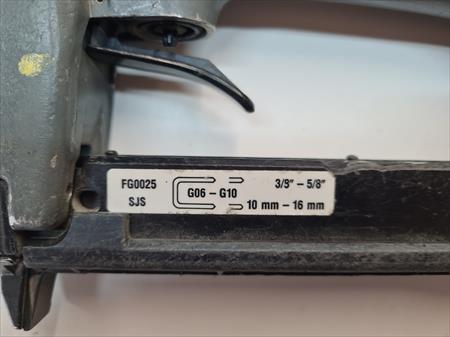 FG0025
SJS
G06 – G10
3/8" – 5/8"
10 mm – 16 mm